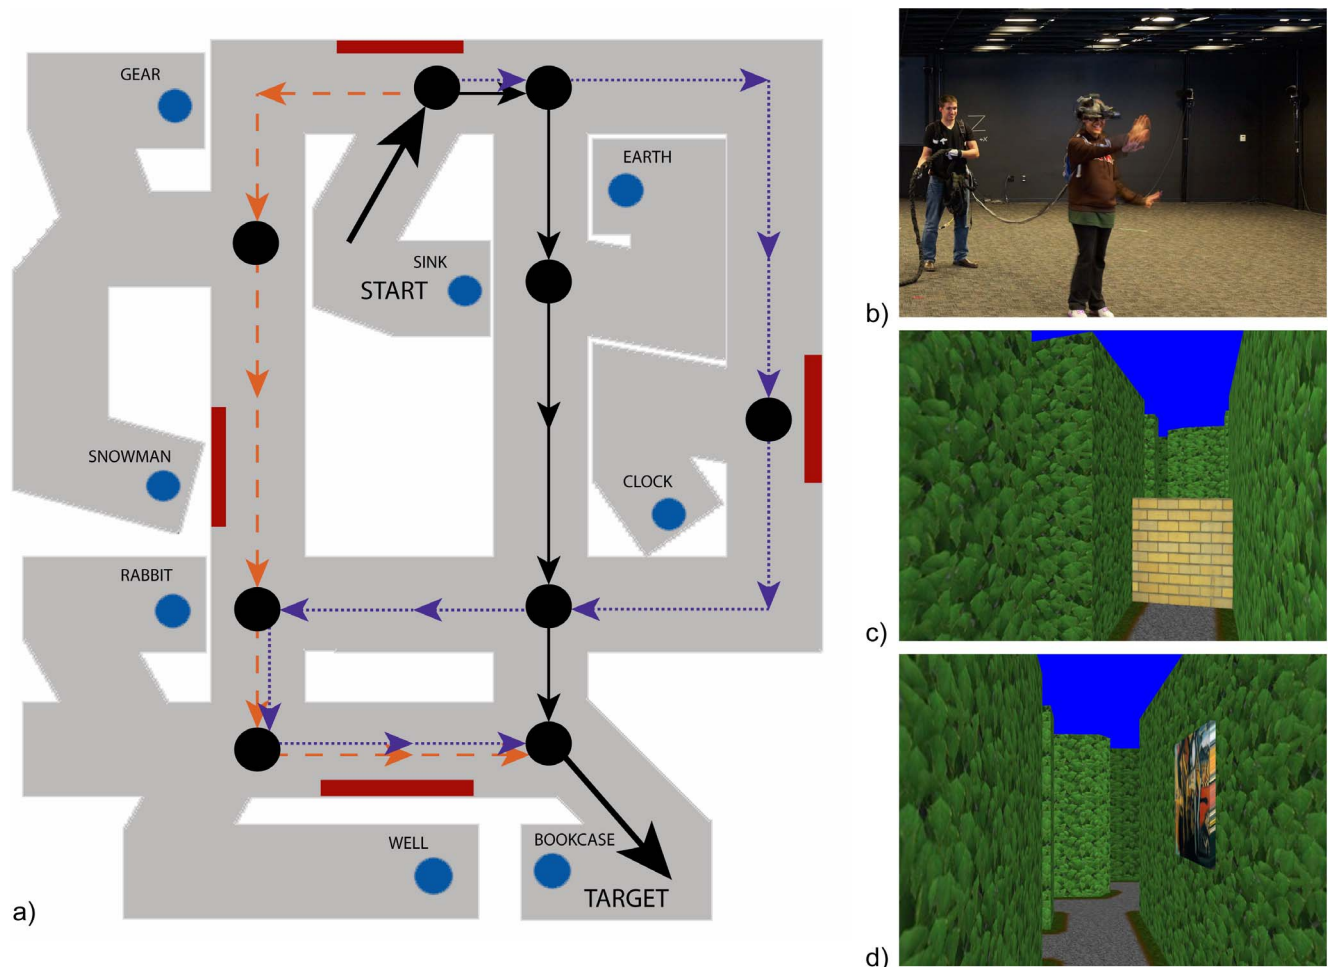 GEAR
EARTH
SINK
START
SNOWMAN
CLOCK
RABBIT
WELL
BOOKCASE
TARGET
a)
b)
c)
d)